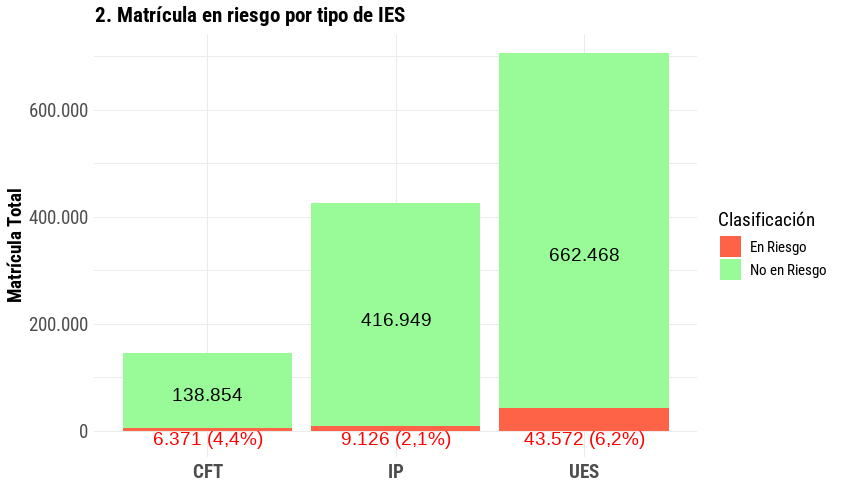 2. Matrícula en riesgo por tipo de IES
Matrícula Total
600.000
400.000
200.000
0
662.468
416.949
138.854
6.371 (4,4%)
9.126 (2,1%)
43.572 (6,2%)
CFT
IP
UES
Clasificación
En Riesgo
No en Riesgo